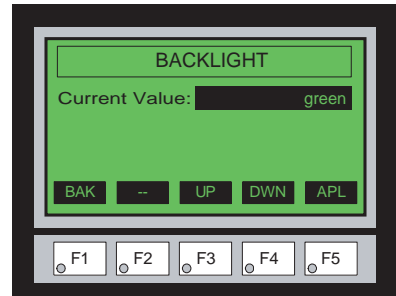 BACKLIGHT
Current Value: green
BAK -- UP DWN APL
F1 F2 F3 F4 F5